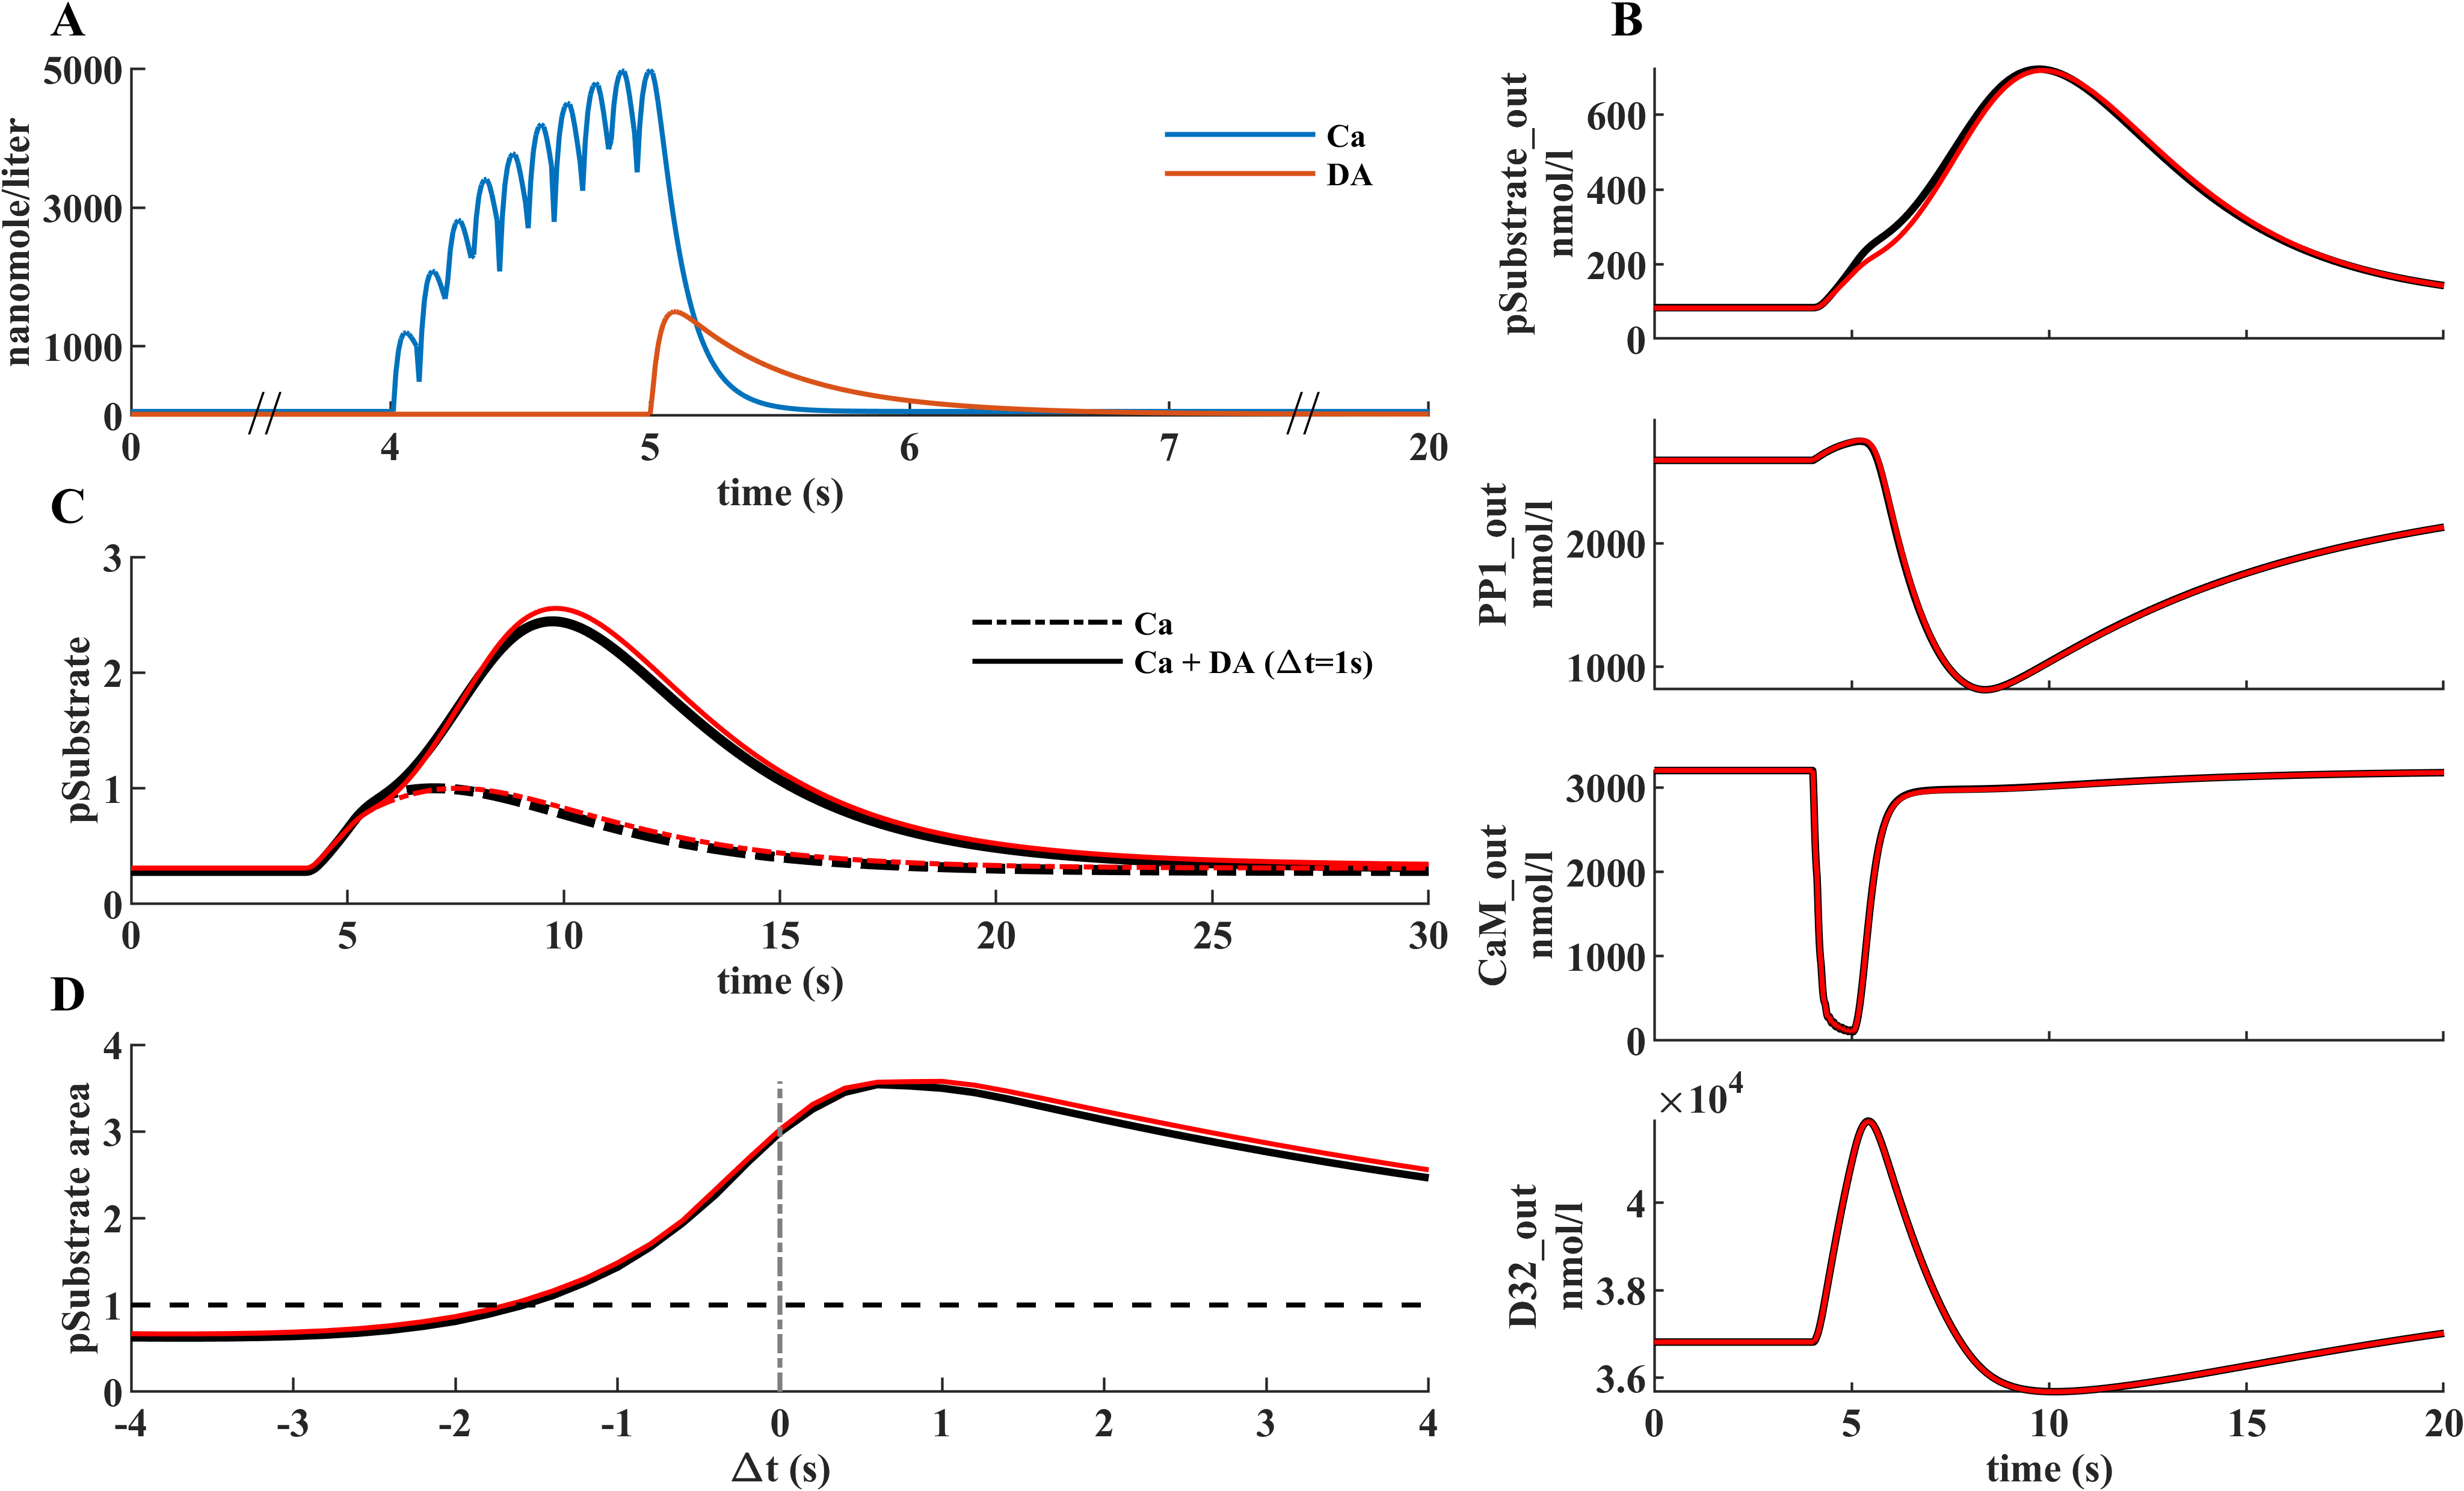 A
nanomole/liter
5000
3000
1000
0
Ca
DA
0 4 5 6 7 20
time (s)
B
pSubstrate_out
nmol/l
600
400
200
0
PP1_out
nmol/l
2000
1000
CaM_out
nmol/l
3000
2000
1000
0
×10^4
D32_out
nmol/l
4
3.8
3.6
0 5 10 15 20
time (s)
C
pSubstrate
3
2
1
0
Ca
Ca + DA (Δt=1s)
0 5 10 15 20 25 30
time (s)
D
pSubstrate area
4
3
2
1
0
-4 -3 -2 -1 0 1 2 3 4
Δt (s)